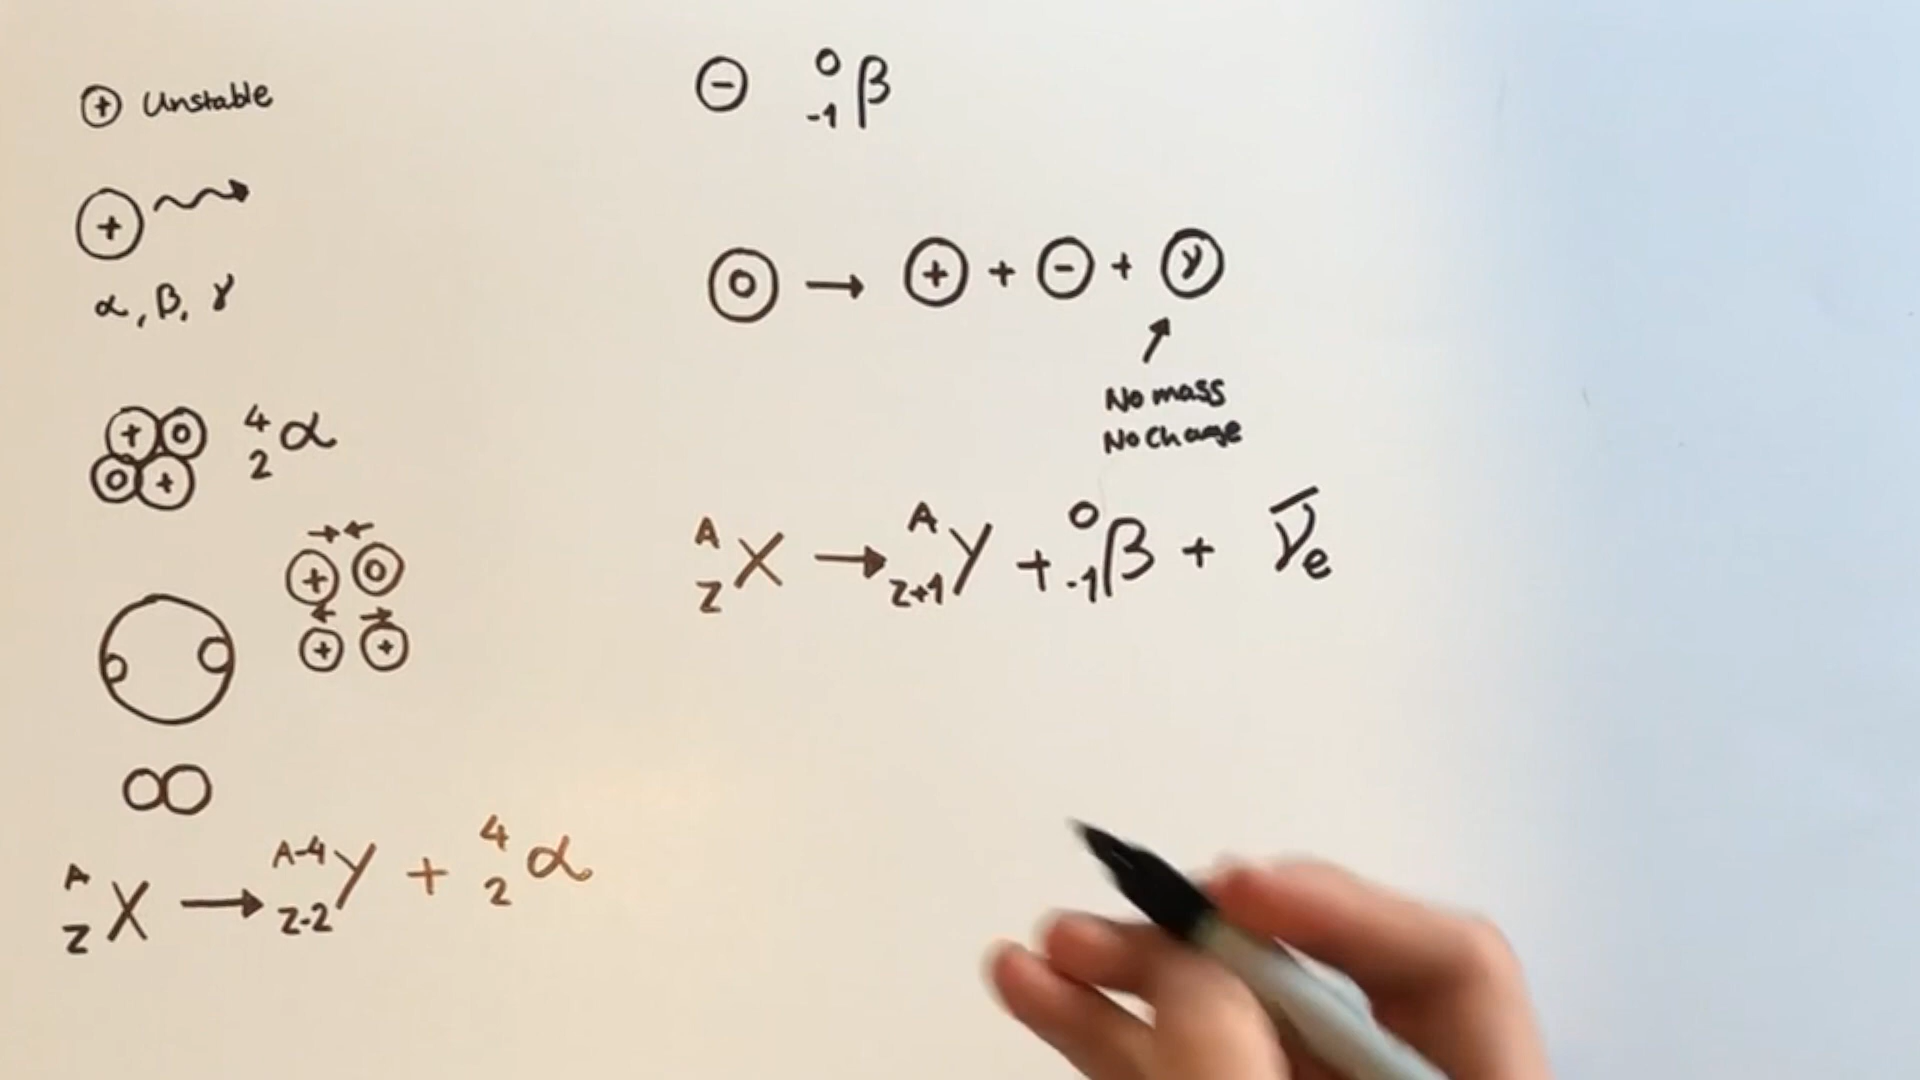 ⊕ Unstable
+
α, β, γ
+ 0
0 +
4
2 α
→←
+ 0
← →
+ +
A
Z X → A-4
Z-2 Y + 4
2 α
⊖ 0
-1 β
0 → + + - + ν
No mass
No Charge
A
Z X → A
Z+1 Y + 0
-1 β + ν̅e